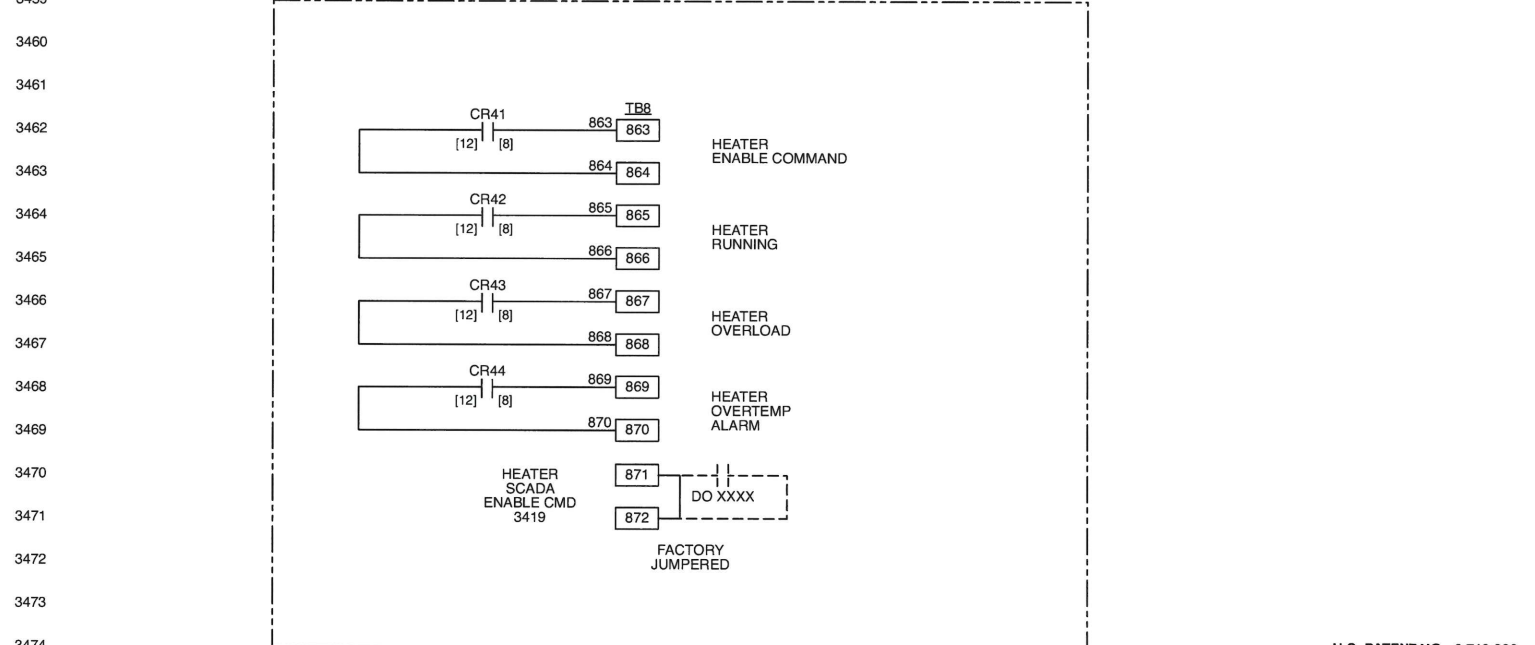 3460
3461
TB8
CR41
3462
863
863
[12] [8]
HEATER
ENABLE COMMAND
3463
864
864
CR42
3464
865
865
[12] [8]
HEATER
RUNNING
3465
866
866
CR43
3466
867
867
[12] [8]
HEATER
OVERLOAD
3467
868
868
CR44
3468
869
869
[12] [8]
HEATER
OVERTEMP
ALARM
3469
870
870
3470
HEATER
SCADA
ENABLE CMD
3419
871
DO XXXX
3471
872
3472
FACTORY
JUMPERED
3473
3474